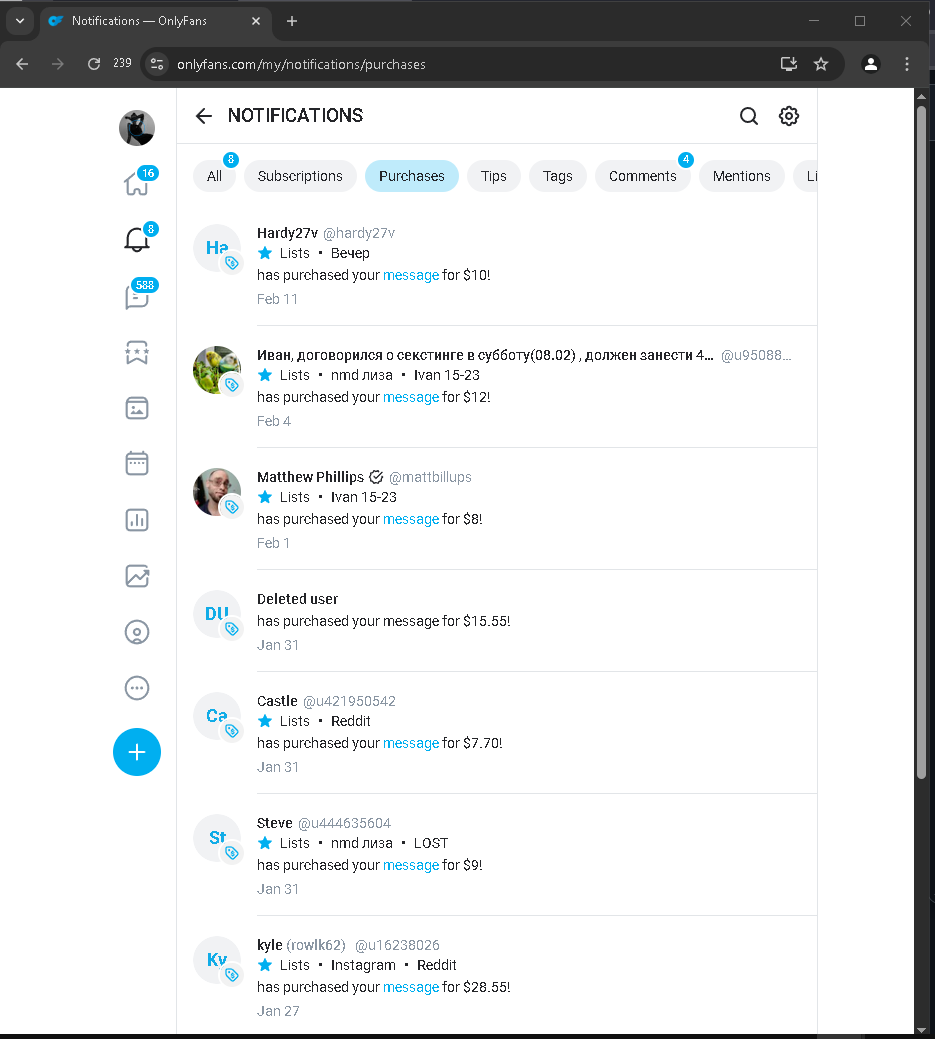 Notifications — OnlyFans
239
onlyfans.com/my/notifications/purchases
NOTIFICATIONS
16
8
588
All 8 Subscriptions Purchases Tips Tags Comments 4 Mentions Li
Ha
Hardy27v @hardy27v
Lists • Вечер
has purchased your message for $10!
Feb 11
Иван, договорился о секстинге в субботу(08.02) , должен занести 4... @u95088...
Lists • nmd лиза • Ivan 15-23
has purchased your message for $12!
Feb 4
Matthew Phillips @mattbillups
Lists • Ivan 15-23
has purchased your message for $8!
Feb 1
DU
Deleted user
has purchased your message for $15.55!
Jan 31
Ca
Castle @u421950542
Lists • Reddit
has purchased your message for $7.70!
Jan 31
St
Steve @u444635604
Lists • nmd лиза • LOST
has purchased your message for $9!
Jan 31
Ky
kyle (rowlk62) @u16238026
Lists • Instagram • Reddit
has purchased your message for $28.55!
Jan 27